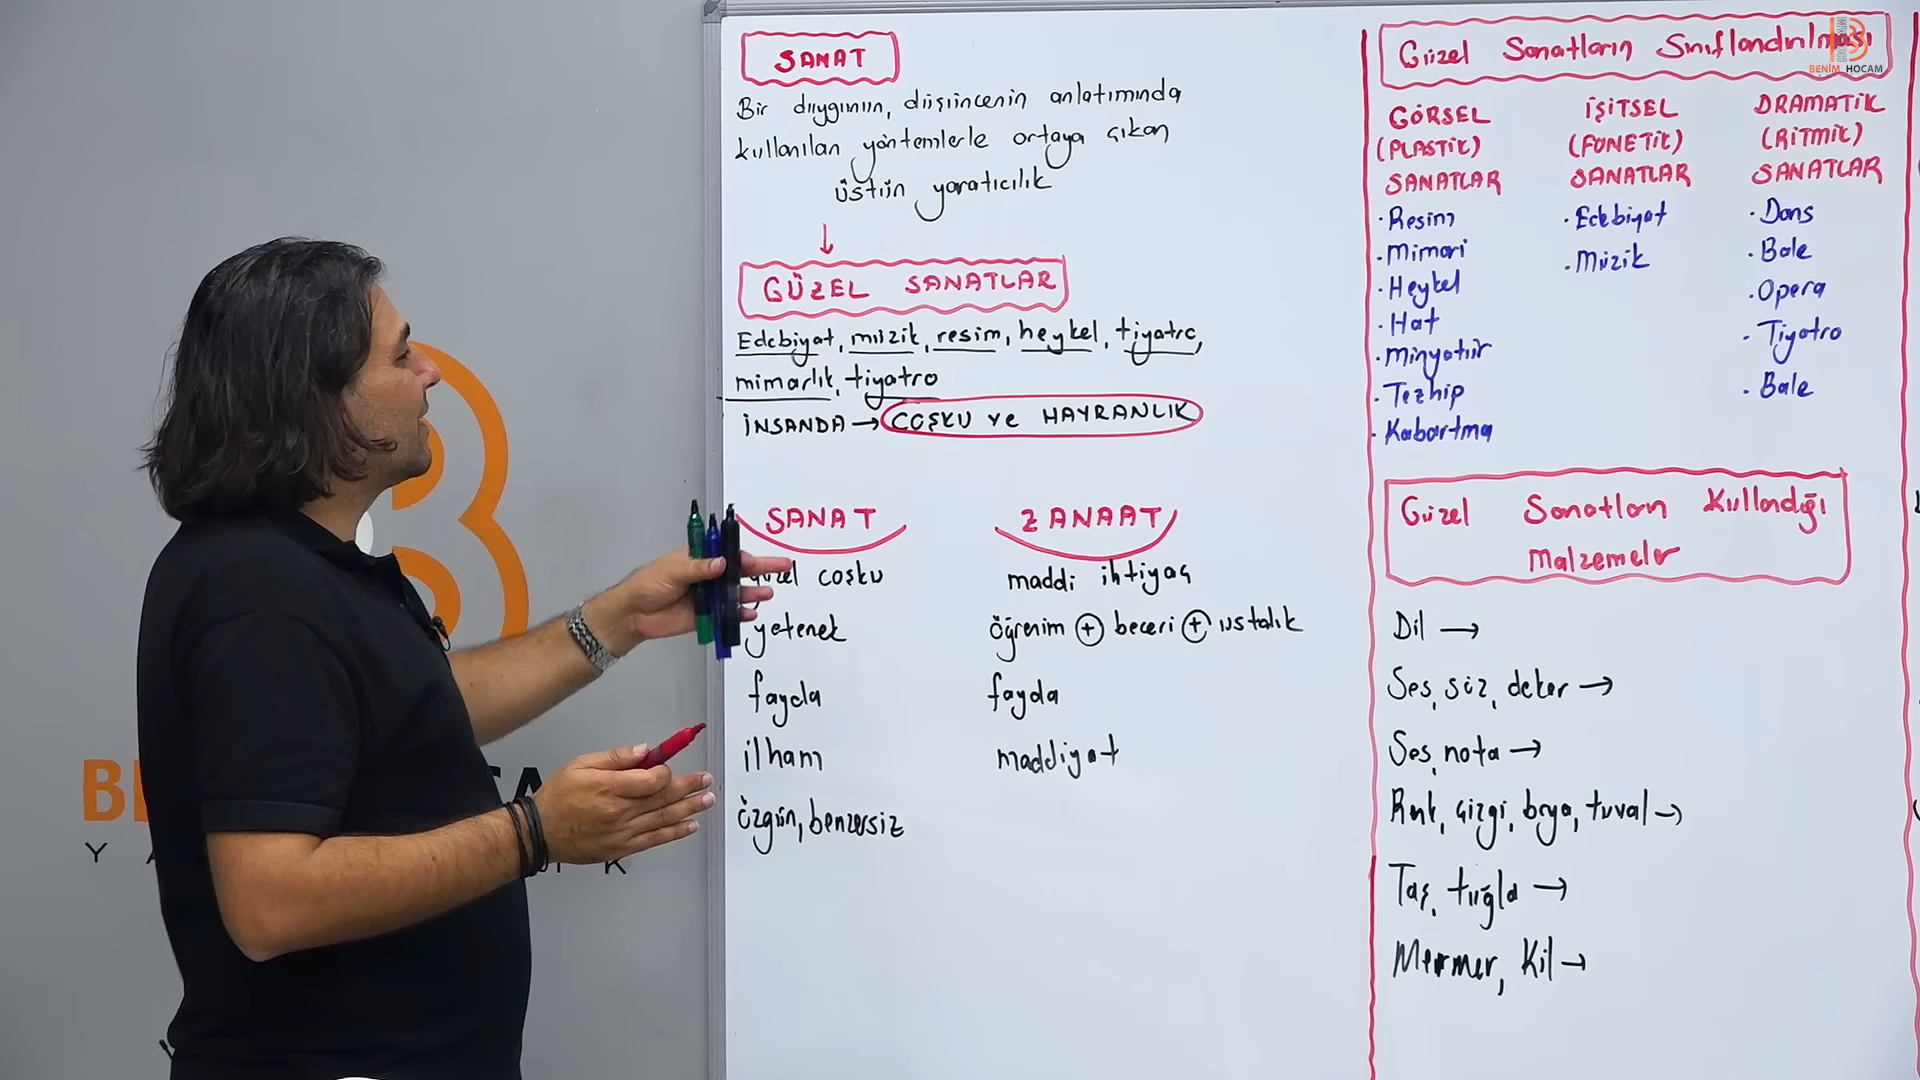 SANAT
Bir duygunun, düşüncenin anlatımında
kullanılan yöntemlerle ortaya çıkan
üstün yaratıcılık
↓
GÜZEL SANATLAR
Edebiyat, müzik, resim, heykel, tiyatro,
mimarlık, tiyatro
İNSANDA → COŞKU ve HAYRANLIK
SANAT
coşku
yetenek
fayda
ilham
özgün, benzersiz
ZANAAT
maddi ihtiyaç
öğrenim + beceri + ustalık
fayda
maddiyat
Güzel Sanatların Sınıflandırılması
BENİM HOCAM
GÖRSEL
(PLASTİK)
SANATLAR
· Resim
· Mimari
· Heykel
· Hat
· Minyatür
· Tezhip
· Kabartma
İŞİTSEL
(FONETİK)
SANATLAR
· Edebiyat
· Müzik
DRAMATİK
(RİTMİK)
SANATLAR
· Dans
· Bale
· Opera
· Tiyatro
· Bale
Güzel Sanatların Kullandığı
Malzemeler
Dil →
Ses, söz, dekor →
Ses, nota →
Renk, çizgi, boya, tuval →
Taş, tuğla →
Mermer, Kil →